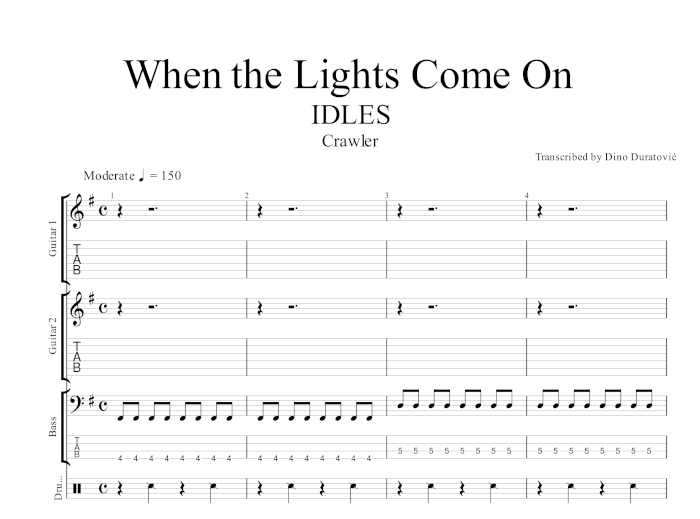 When the Lights Come On
IDLES
Crawler
Transcribed by Dino Duratović
Moderate ♩ = 150
1 2 3 4
Guitar 1
T
A
B
Guitar 2
T
A
B
Bass
T
A
B
4 4 4 4 4 4 4 4 4 4 4 4 4 4 4 4 5 5 5 5 5 5 5 5 5 5 5 5 5 5 5 5
Dru...